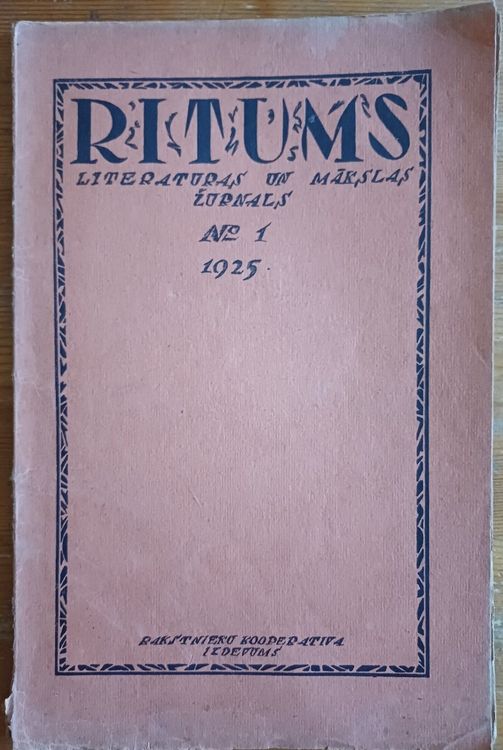 RITUMS
LITERATURAS UN MĀKSLAS
ŽURNALS
No 1
1925.
RAKSTNIEKU KOOPERATIVA
IZDEVUMS